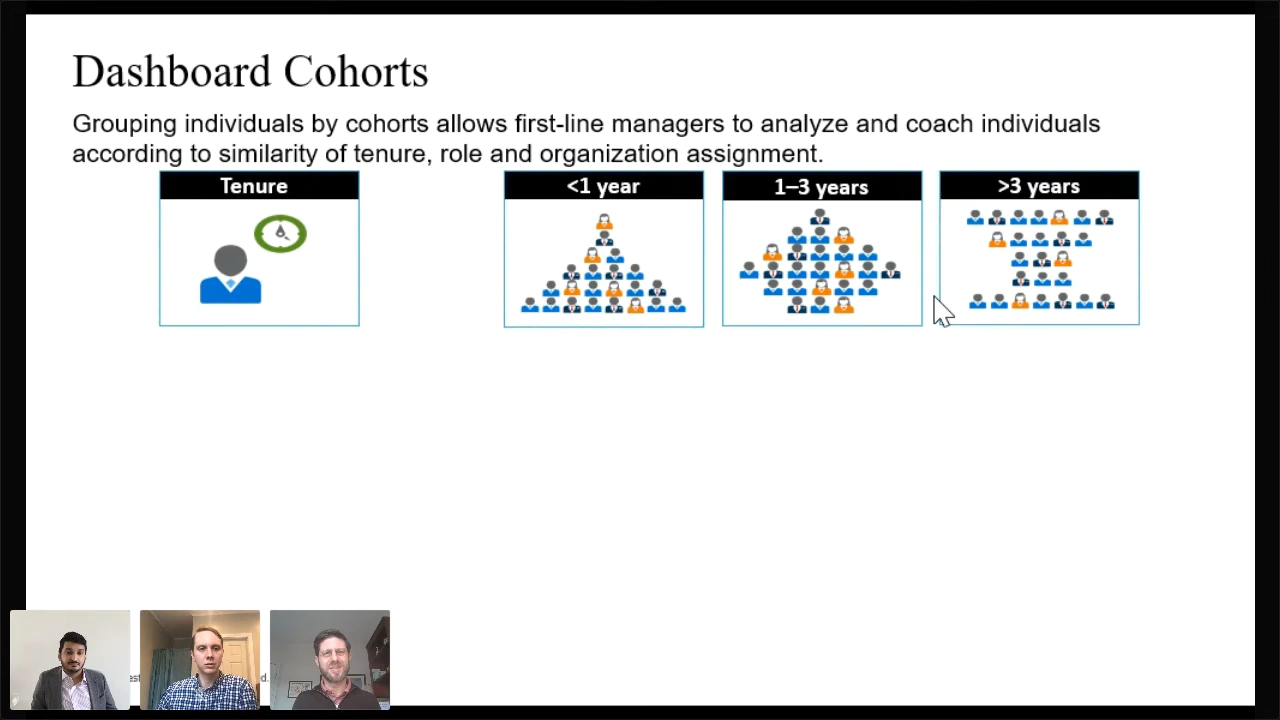 Dashboard Cohorts
Grouping individuals by cohorts allows first-line managers to analyze and coach individuals
according to similarity of tenure, role and organization assignment.
Tenure
<1 year
1–3 years
>3 years